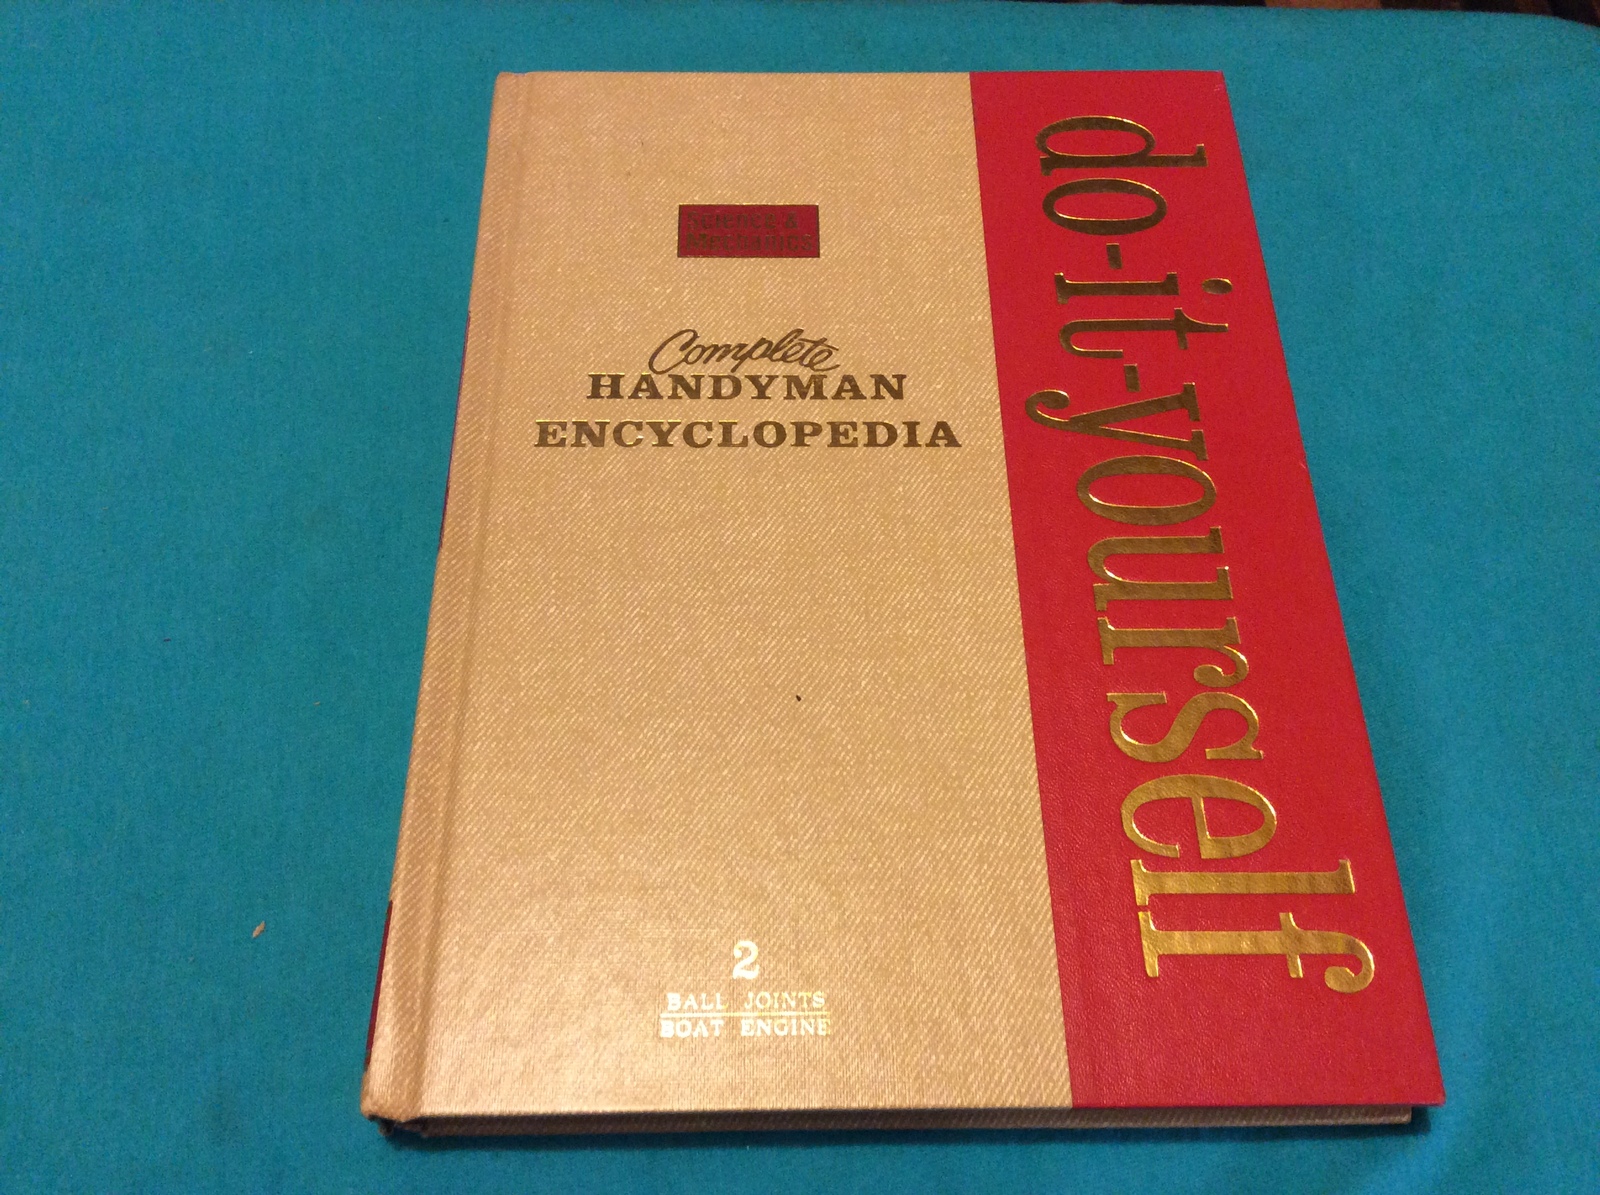 Science &
Mechanics
Complete
HANDYMAN
ENCYCLOPEDIA
do-it-yourself
2
BALL JOINTS
BOAT ENGINE